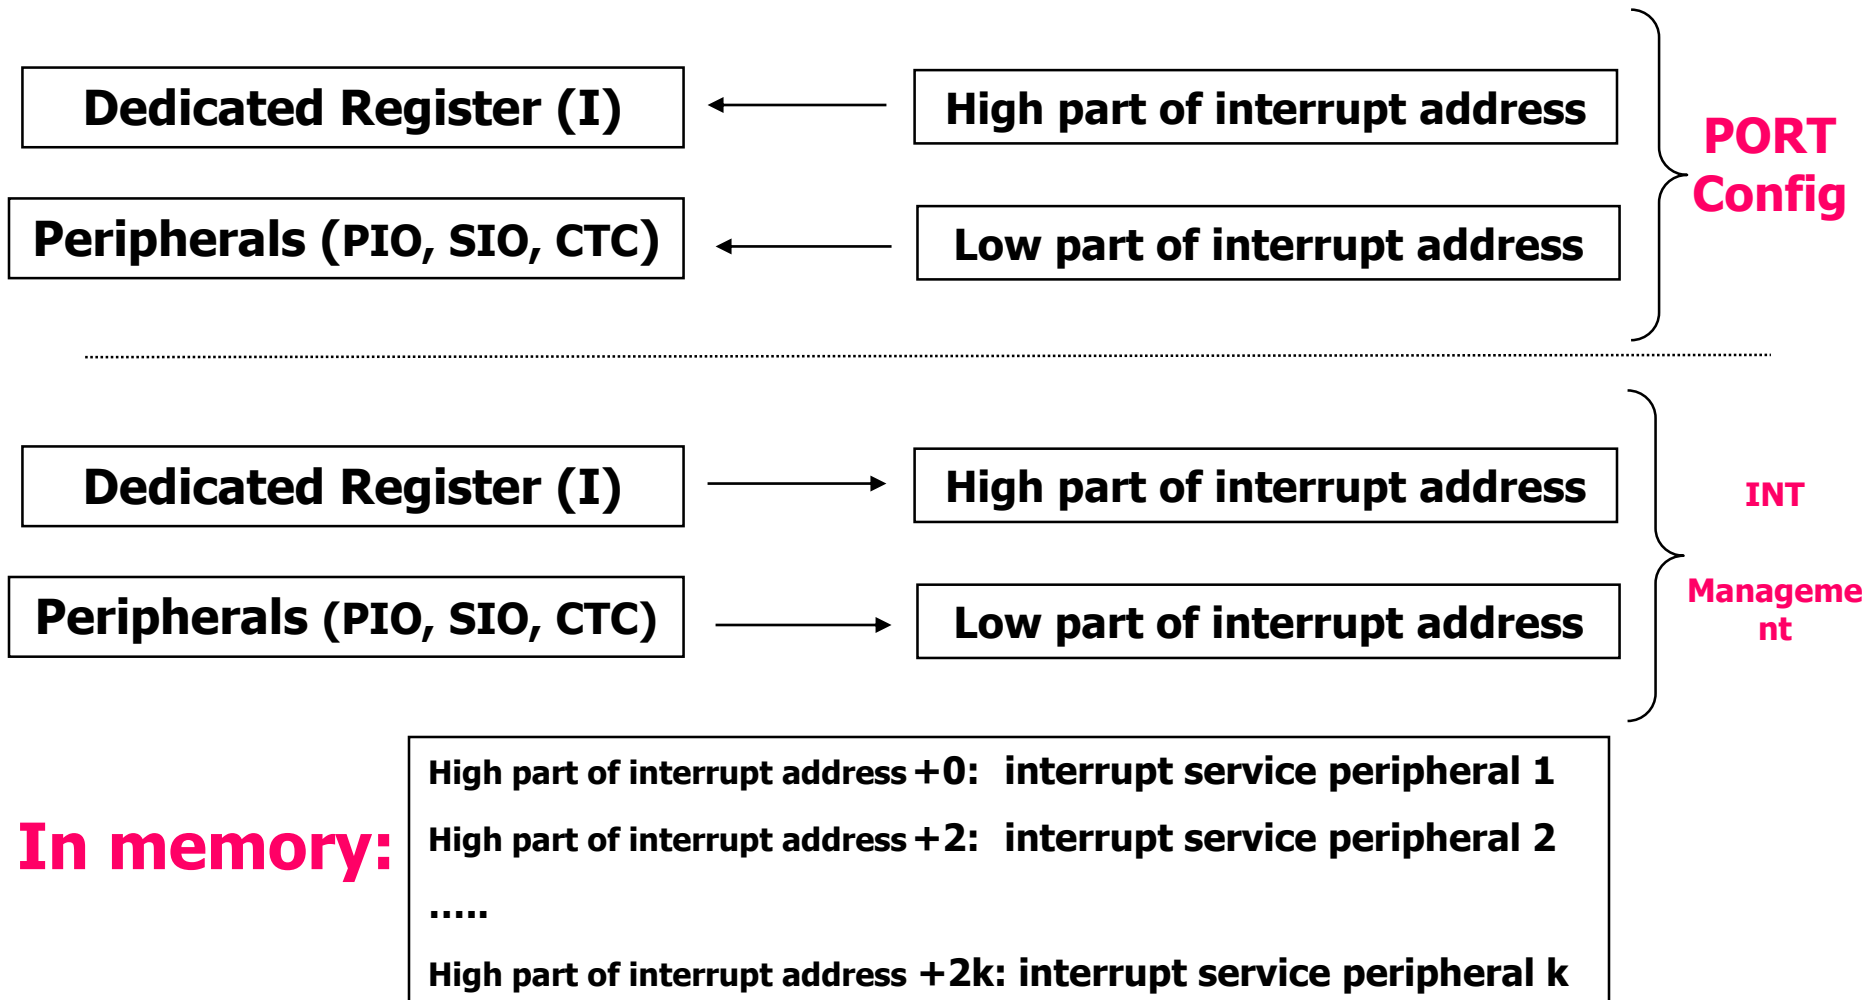 Dedicated Register (I)
High part of interrupt address
PORT
Config
Peripherals (PIO, SIO, CTC)
Low part of interrupt address
Dedicated Register (I)
High part of interrupt address
INT
Peripherals (PIO, SIO, CTC)
Low part of interrupt address
Manageme
nt
In memory:
High part of interrupt address +0: interrupt service peripheral 1
High part of interrupt address +2: interrupt service peripheral 2
.....
High part of interrupt address +2k: interrupt service peripheral k